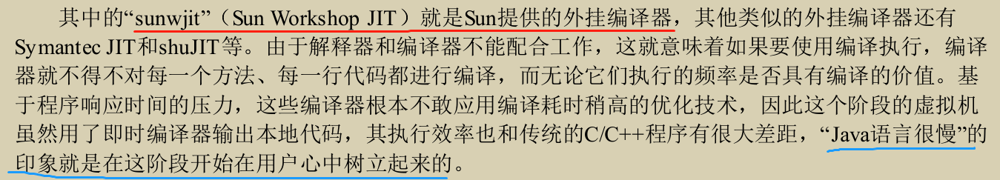 其中的“sunwjit”（Sun Workshop JIT）就是Sun提供的外挂编译器，其他类似的外挂编译器还有
Symantec JIT和shuJIT等。由于解释器和编译器不能配合工作，这就意味着如果要使用编译执行，编译
器就不得不对每一个方法、每一行代码都进行编译，而无论它们执行的频率是否具有编译的价值。基
于程序响应时间的压力，这些编译器根本不敢应用编译耗时稍高的优化技术，因此这个阶段的虚拟机
虽然用了即时编译器输出本地代码，其执行效率也和传统的C/C++程序有很大差距，“Java语言很慢”的
印象就是在这阶段开始在用户心中树立起来的。